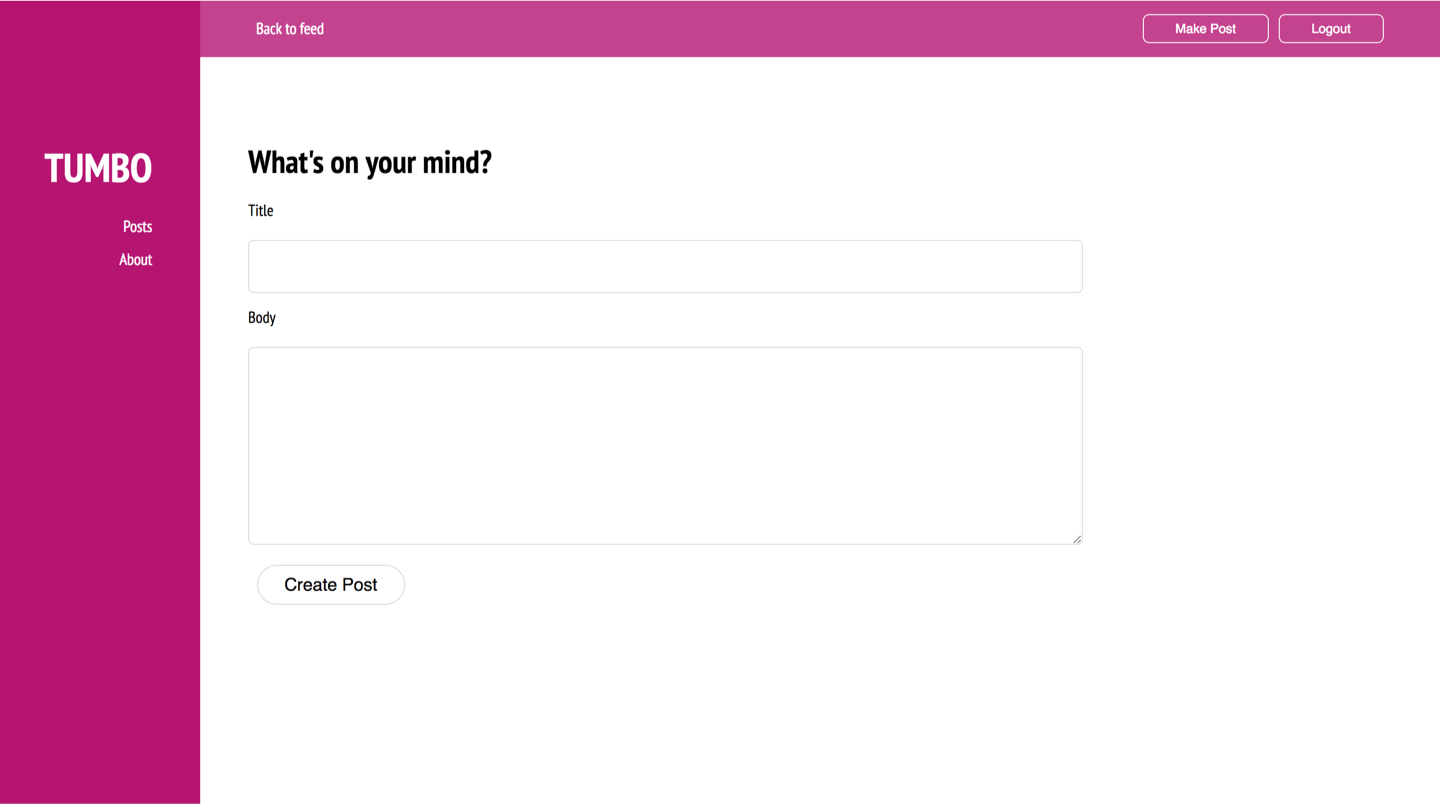 Back to feed
Make Post
Logout
TUMBO
Posts
About
What's on your mind?
Title
Body
Create Post